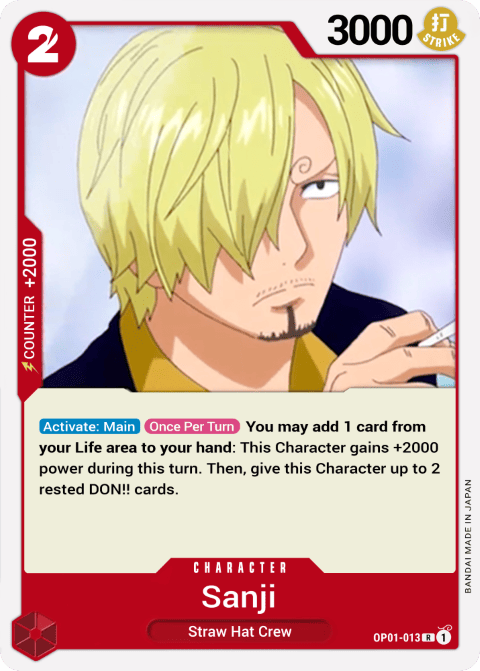 2
3000
打
STRIKE
COUNTER +2000
Activate: Main Once Per Turn You may add 1 card from
your Life area to your hand: This Character gains +2000
power during this turn. Then, give this Character up to 2
rested DON!! cards.
BANDAI MADE IN JAPAN
CHARACTER
Sanji
Straw Hat Crew
OP01-013 R 1